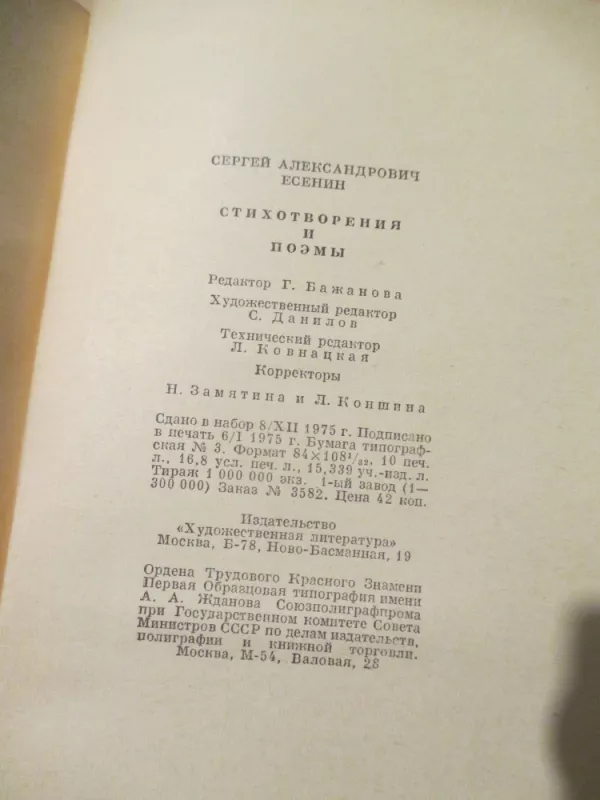 СЕРГЕЙ АЛЕКСАНДРОВИЧ
ЕСЕНИН
СТИХОТВОРЕНИЯ
И
ПОЭМЫ
Редактор Г. Бажанова
Художественный редактор
С. Данилов
Технический редактор
Л. Ковнацкая
Корректоры
Н. Замятина и Л. Коншина
Сдано в набор 8/XII 1975 г. Подписано
в печать 6/I 1975 г. Бумага типограф-
ская № 3. Формат 84×108¹/₃₂, 10 печ.
л., 16,8 усл. печ. л., 15,339 уч.-изд. л.
Тираж 1 000 000 экз. 1-ый завод (1—
300 000) Заказ № 3582. Цена 42 коп.
Издательство
«Художественная литература»
Москва, Б-78, Ново-Басманная, 19
Ордена Трудового Красного Знамени
Первая Образцовая типография имени
А. А. Жданова Союзполиграфпрома
при Государственном комитете Совета
Министров СССР по делам издательств,
полиграфии и книжной торговли.
Москва, М-54, Валовая, 28